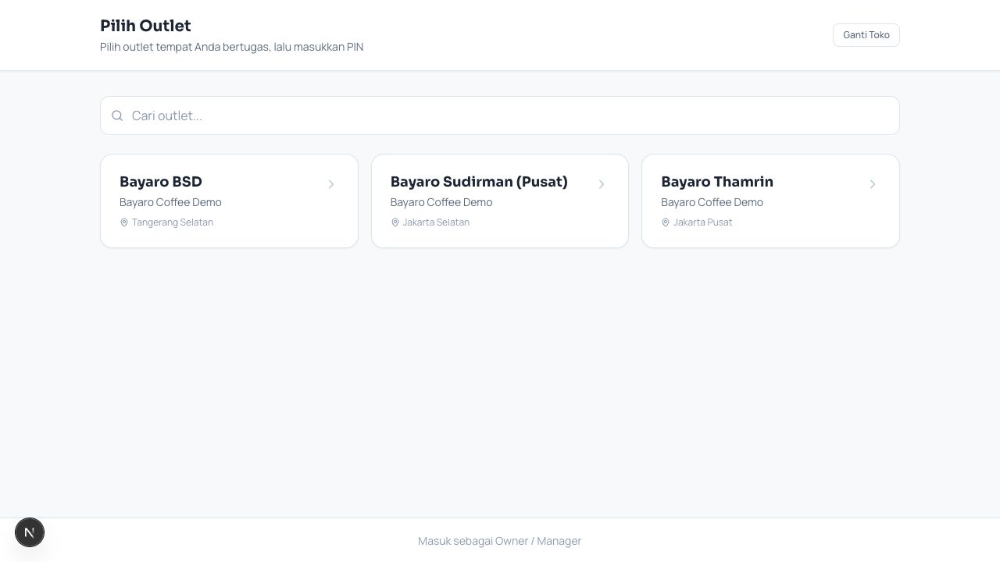 Pilih Outlet
Pilih outlet tempat Anda bertugas, lalu masukkan PIN
Ganti Toko
Cari outlet...
Bayaro BSD
Bayaro Coffee Demo
Tangerang Selatan
Bayaro Sudirman (Pusat)
Bayaro Coffee Demo
Jakarta Selatan
Bayaro Thamrin
Bayaro Coffee Demo
Jakarta Pusat
N
Masuk sebagai Owner / Manager